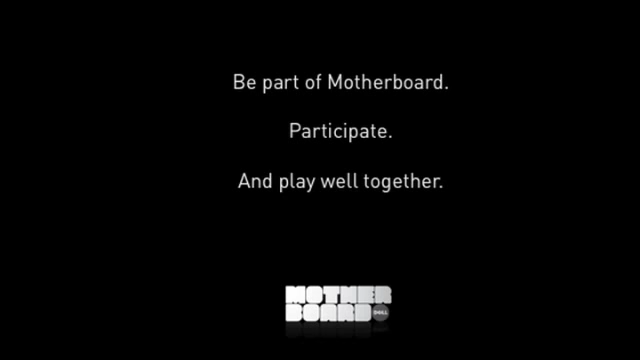 Be part of Motherboard.
Participate.
And play well together.
MOTHER
BOARD DELL